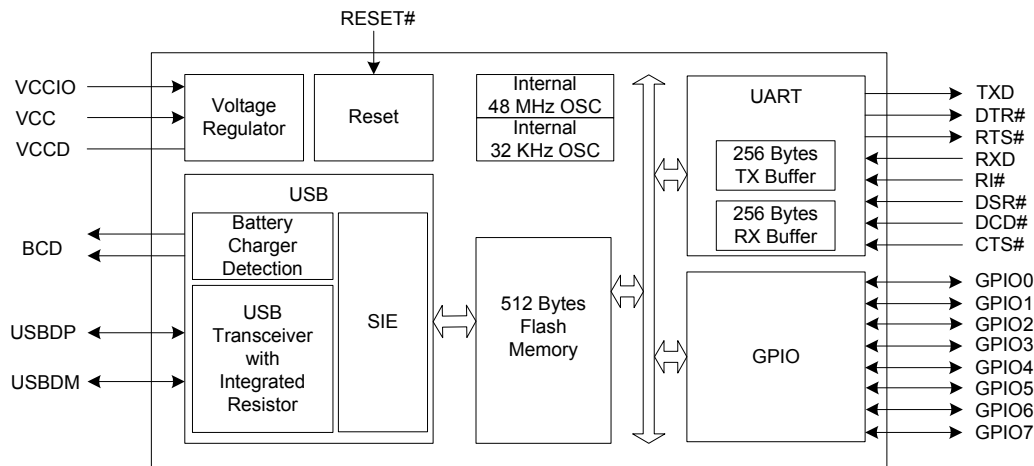 RESET#
VCCIO
VCC
VCCD
Voltage
Regulator
Reset
Internal
48 MHz OSC
Internal
32 KHz OSC
UART
256 Bytes
TX Buffer
256 Bytes
RX Buffer
TXD
DTR#
RTS#
RXD
RI#
DSR#
DCD#
CTS#
USB
BCD
Battery
Charger
Detection
USBDP
USBDM
USB
Transceiver
with
Integrated
Resistor
SIE
512 Bytes
Flash
Memory
GPIO
GPIO0
GPIO1
GPIO2
GPIO3
GPIO4
GPIO5
GPIO6
GPIO7